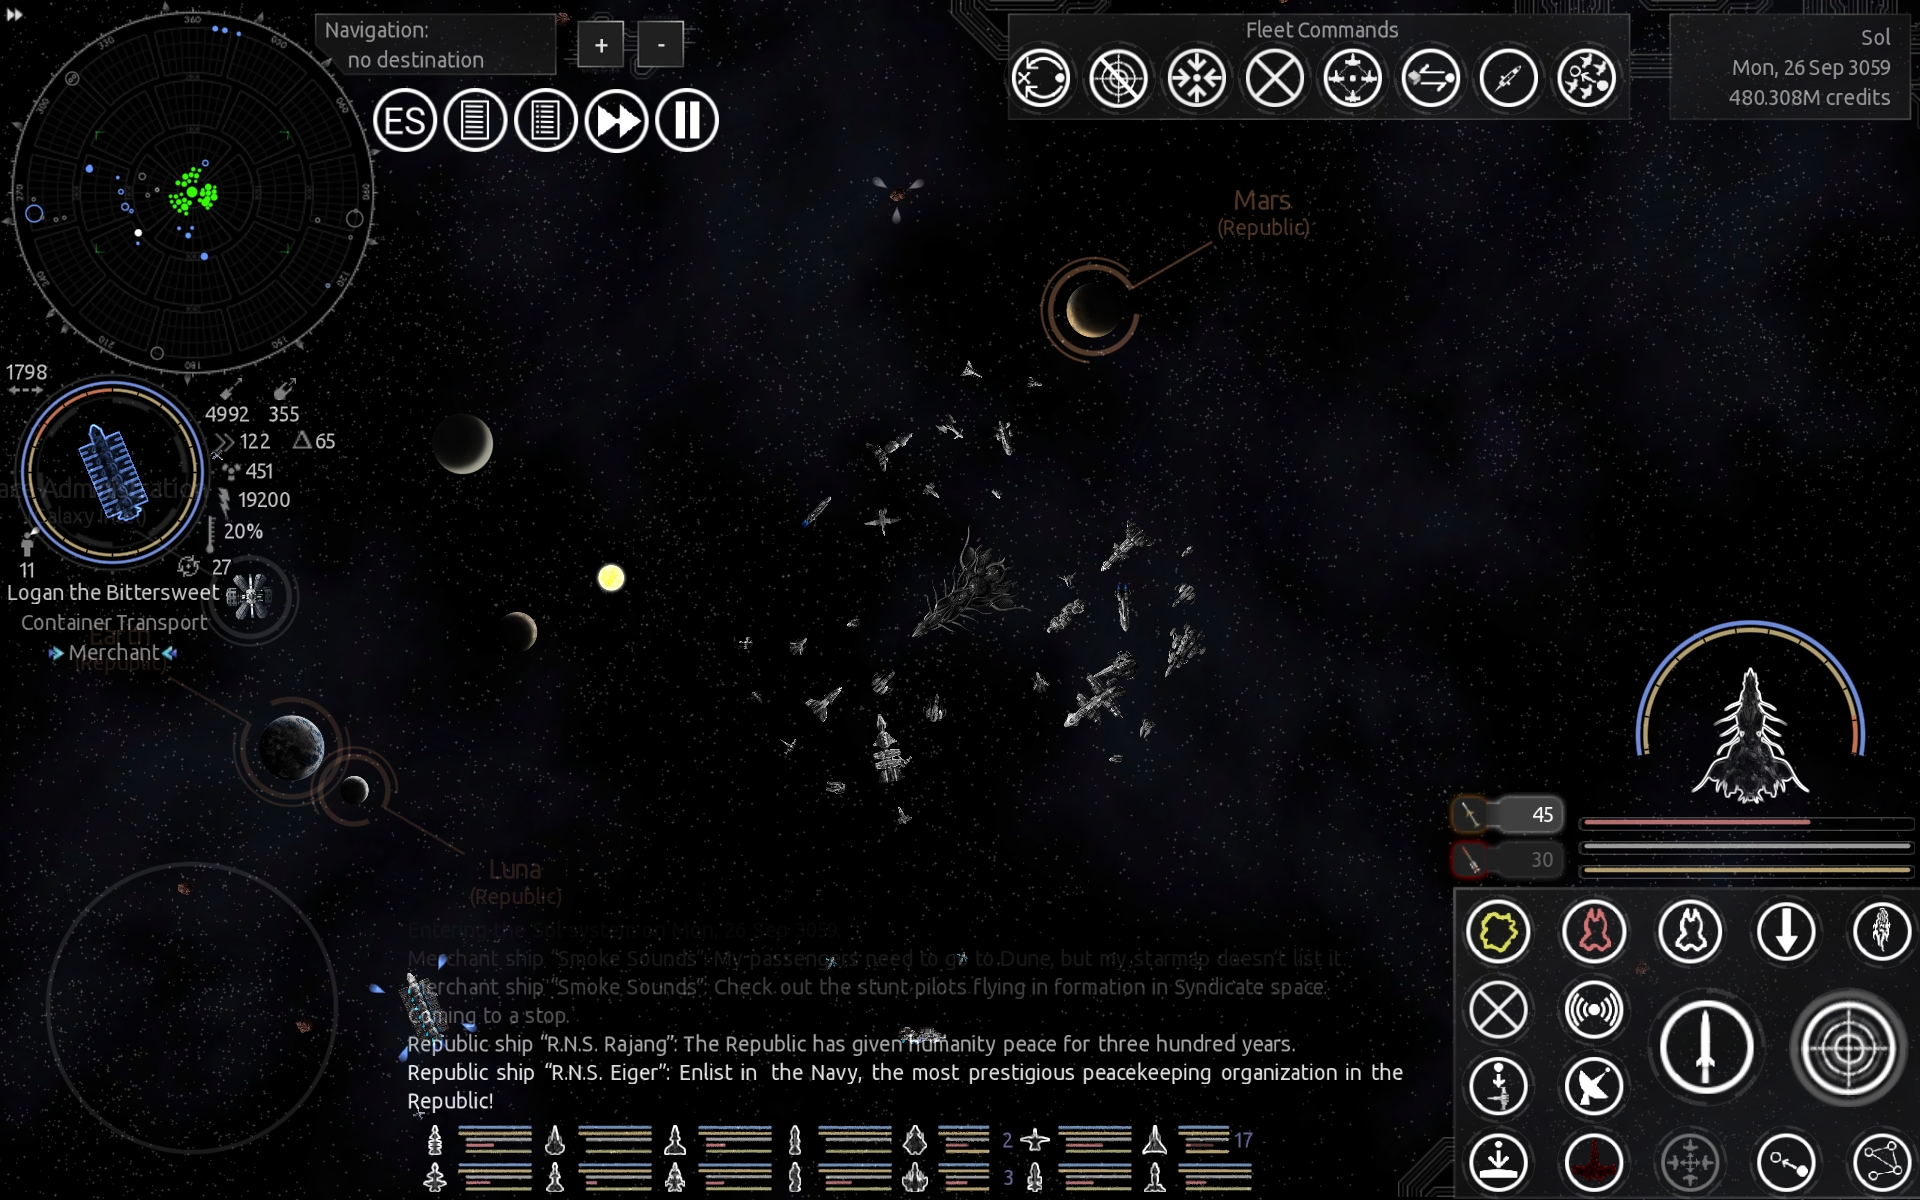 Navigation:
no destination
+
-
Fleet Commands
Sol
Mon, 26 Sep 3059
480.308M credits
ES
360
Mars
(Republic)
1798
4992
355
122
65
451
19200
20%
11
27
Logan the Bittersweet
Container Transport
Merchant
Earth
(Republic)
Luna
(Republic)
Merchant ship "Smoke Sounds": My passengers need to go to Dune, but my starmap doesn't list it.
Merchant ship "Smoke Sounds": Check out the stunt pilots flying in formation in Syndicate space.
Coming to a stop.
Republic ship "R.N.S. Rajang": The Republic has given humanity peace for three hundred years.
Republic ship "R.N.S. Eiger": Enlist in the Navy, the most prestigious peacekeeping organization in the
Republic!
2
17
3
45
30